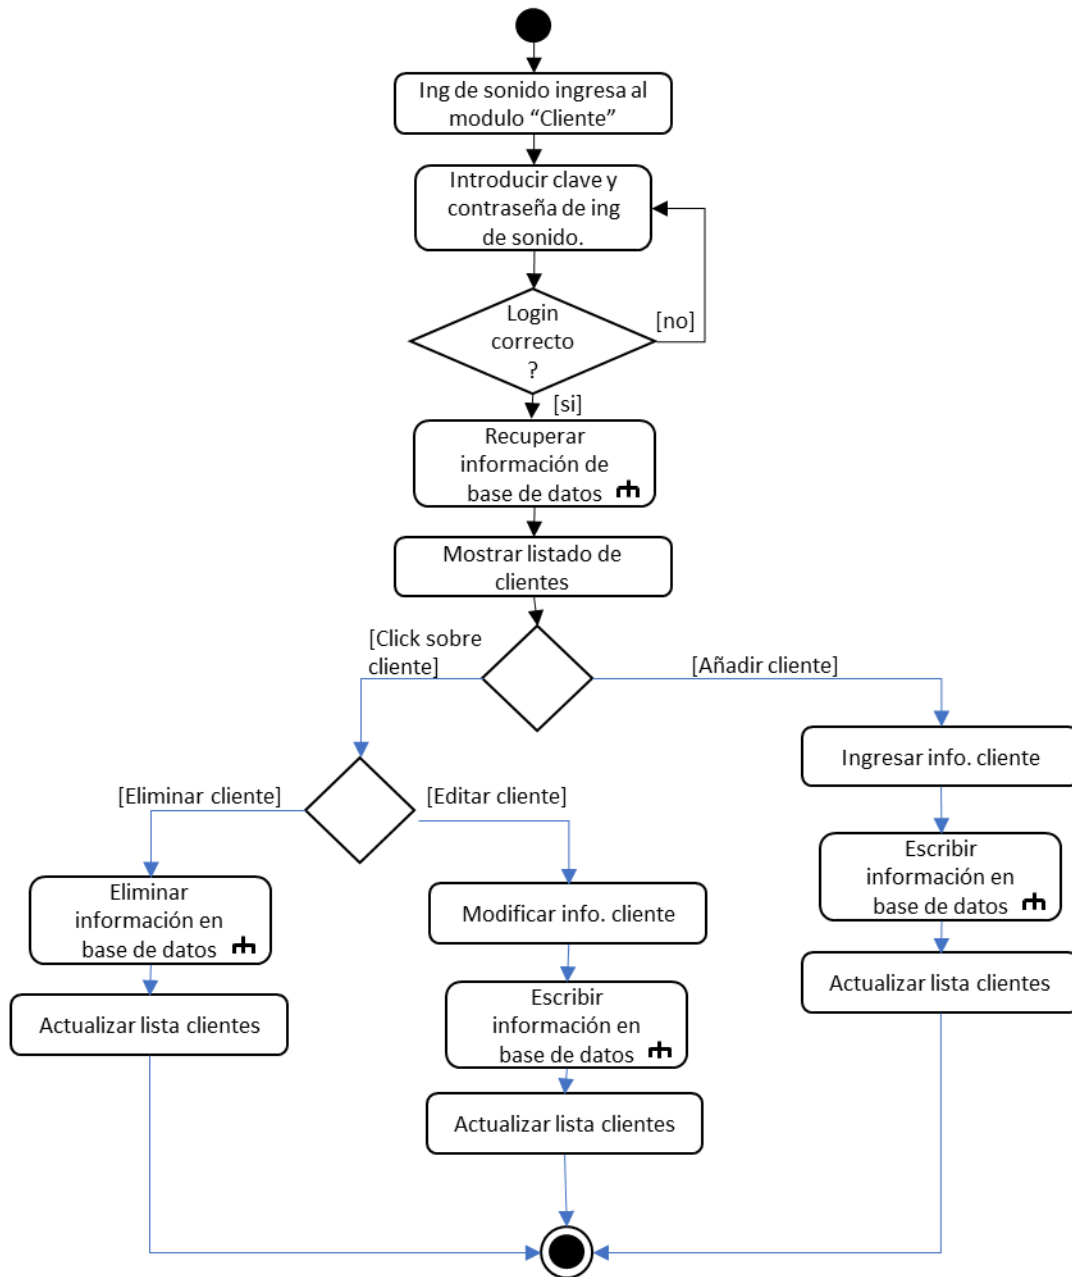 Ing de sonido ingresa al
modulo “Cliente”
Introducir clave y
contraseña de ing
de sonido.
Login
correcto
?
[no]
[si]
Recuperar
información de
base de datos
Mostrar listado de
clientes
[Click sobre
cliente]
[Añadir cliente]
Ingresar info. cliente
[Eliminar cliente]
[Editar cliente]
Escribir
información en
base de datos
Eliminar
información en
base de datos
Modificar info. cliente
Actualizar lista clientes
Actualizar lista clientes
Escribir
información en
base de datos
Actualizar lista clientes